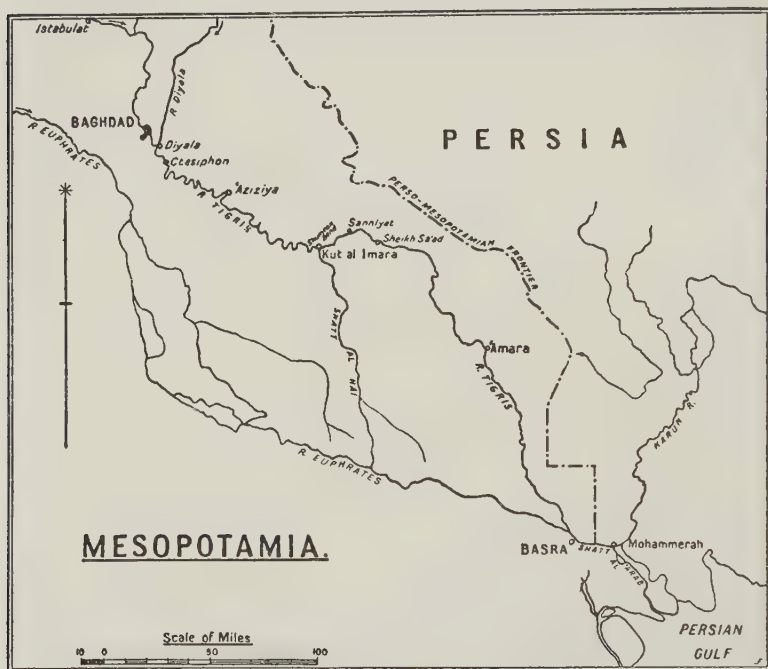 Istabulat
R. Diyala
BAGHDAD
Diyala
Ctesiphon
R. EUPHRATES
Aziziya
R. TIGRIS
PERSIA
PERSO-MESOPOTAMIAN
FRONTIER
Sanniyat
Sheikh Sa'ad
Kut al Imara
SHATT
AL HAI
Amara
R. TIGRIS
KARUN R.
R. EUPHRATES
MESOPOTAMIA.
BASRA
SHATT
AL ARAB
Mohammerah
PERSIAN
GULF
Scale of Miles
10 0 50 100